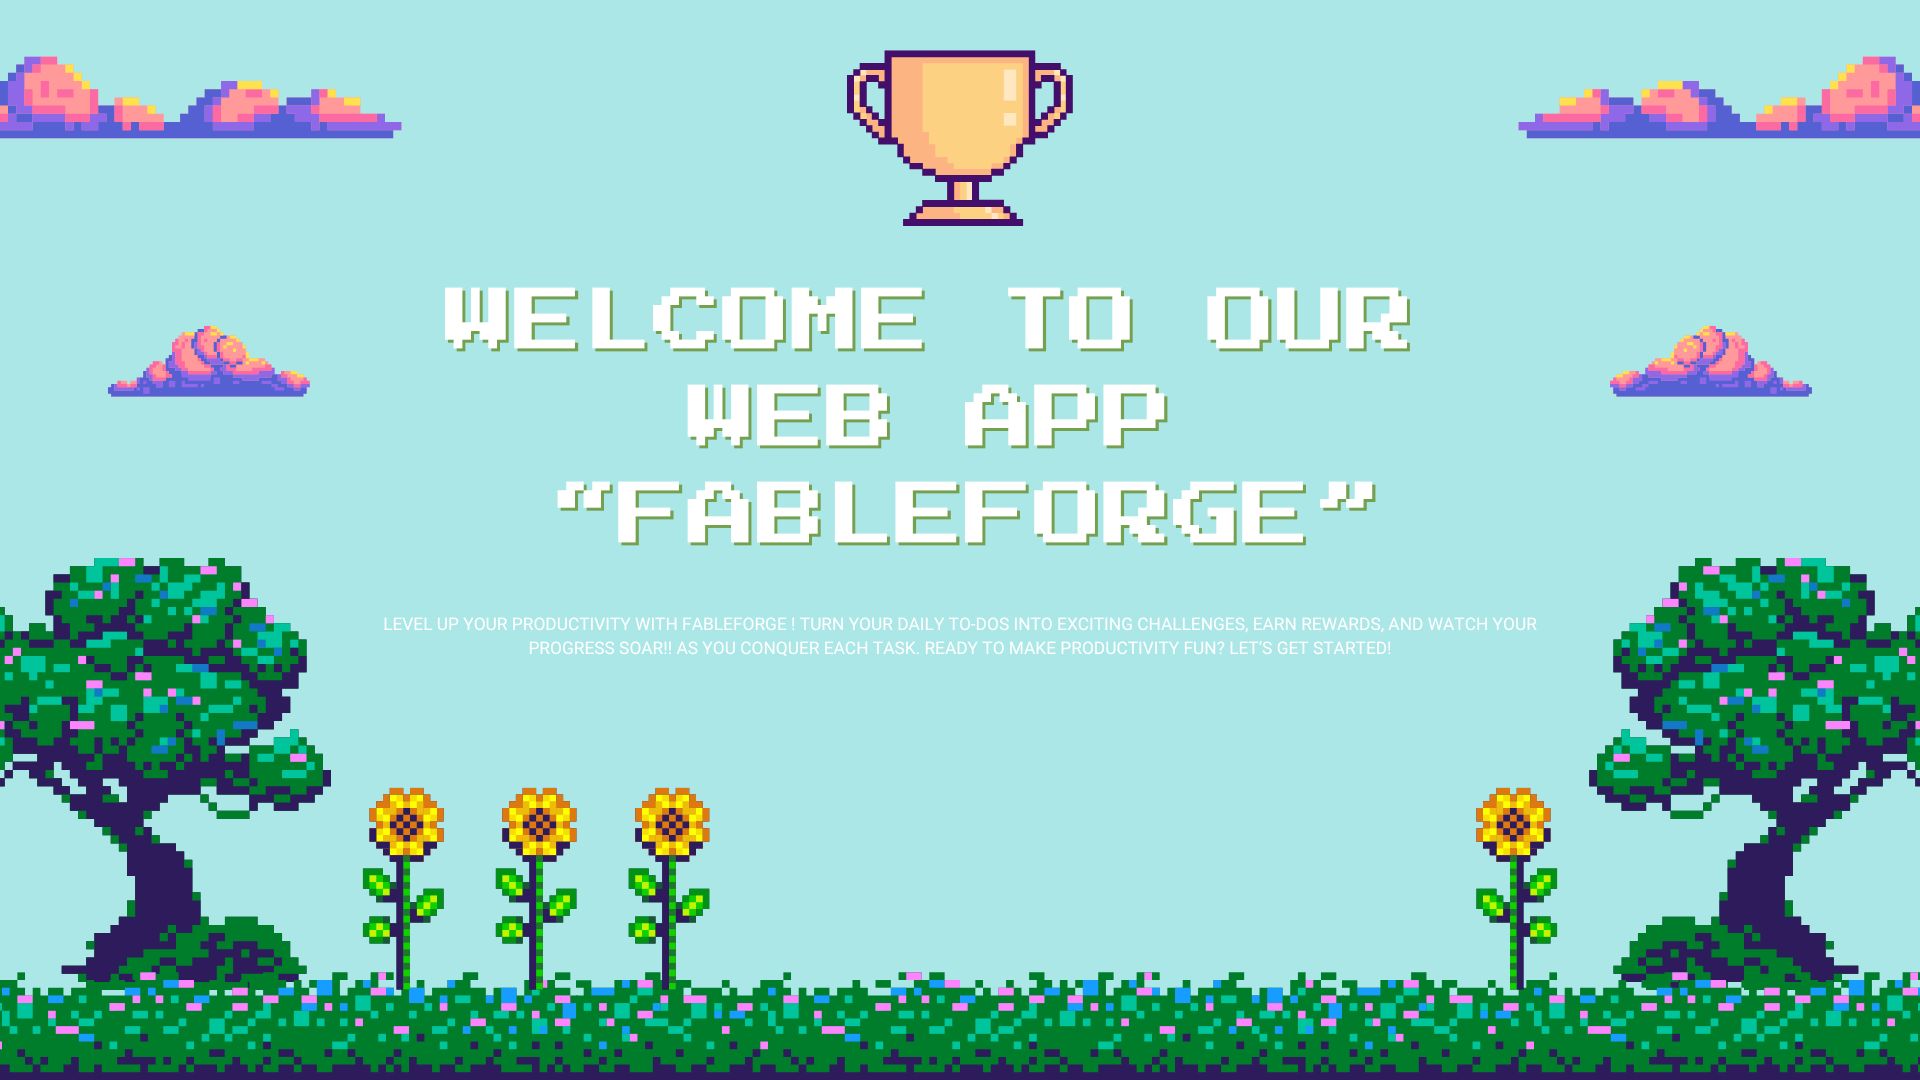 WELCOME TO OUR
WEB APP
“FABLEFORGE”
LEVEL UP YOUR PRODUCTIVITY WITH FABLEFORGE ! TURN YOUR DAILY TO-DOS INTO EXCITING CHALLENGES, EARN REWARDS, AND WATCH YOUR
PROGRESS SOAR!! AS YOU CONQUER EACH TASK. READY TO MAKE PRODUCTIVITY FUN? LET’S GET STARTED!